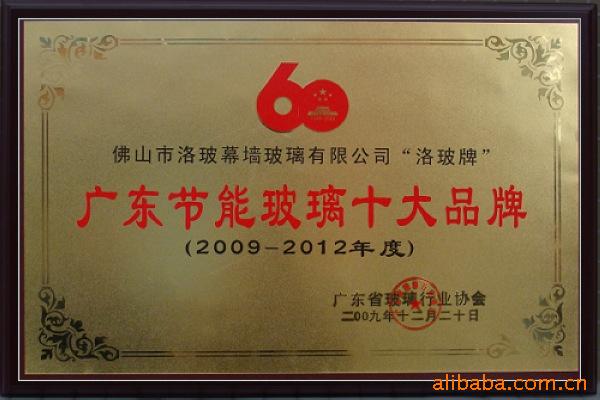 60
佛山市洛玻幕墙玻璃有限公司“洛玻牌”
广东节能玻璃十大品牌
(2009-2012年度)
广东省玻璃行业协会
二00九年十二月二十日
alibaba.com.cn